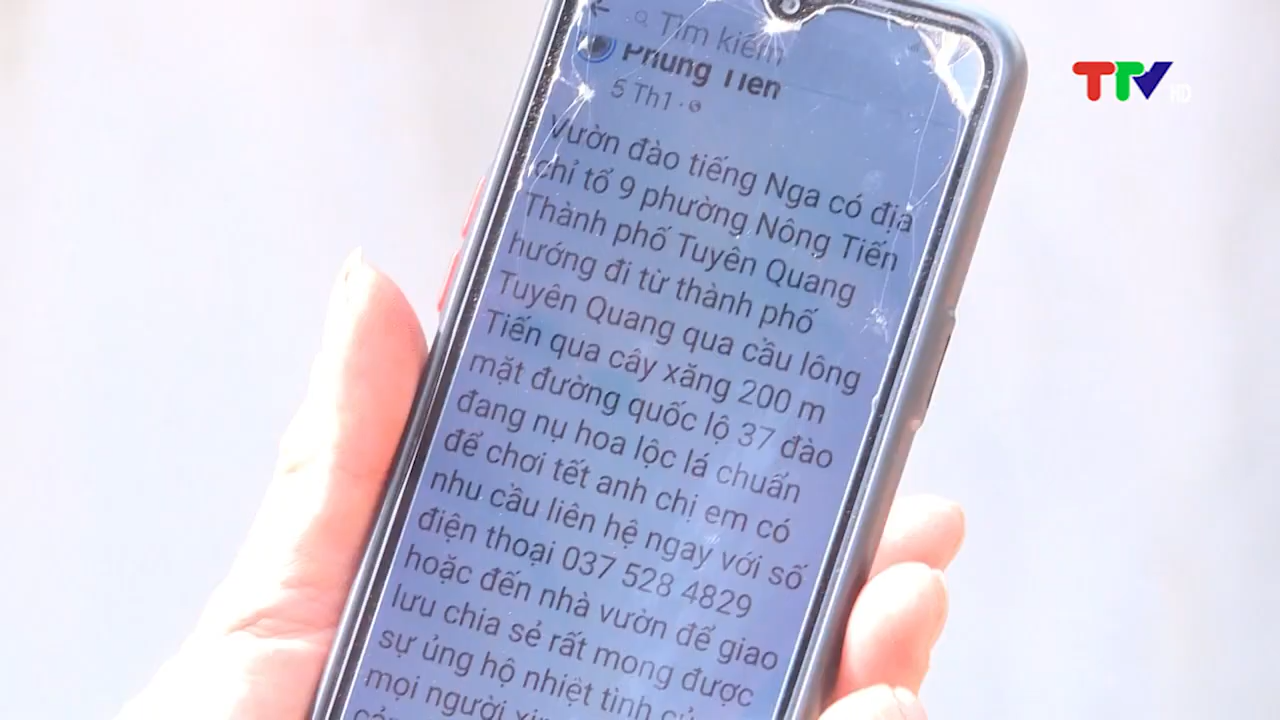 TTV HD
Tìm kiếm
Phùng Tiến
5 Th1
Vườn đào tiếng Nga có địa
chỉ tổ 9 phường Nông Tiến
Thành phố Tuyên Quang
hướng đi từ thành phố
Tuyên Quang qua cầu lông
Tiến qua cây xăng 200 m
mặt đường quốc lộ 37 đào
đang nụ hoa lộc lá chuẩn
để chơi tết anh chị em có
nhu cầu liên hệ ngay với số
điện thoại 037 528 4829
hoặc đến nhà vườn để giao
lưu chia sẻ rất mong được
sự ủng hộ nhiệt tình
mọi người